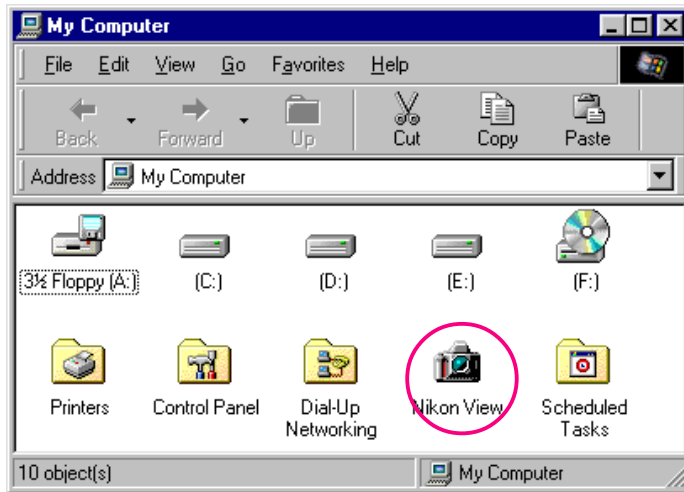 My Computer
File Edit View Go Favorites Help
Back Forward Up Cut Copy Paste
Address My Computer
3½ Floppy (A:) (C:) (D:) (E:) (F:)
Printers Control Panel Dial-Up Networking Nikon View Scheduled Tasks
10 object(s) My Computer